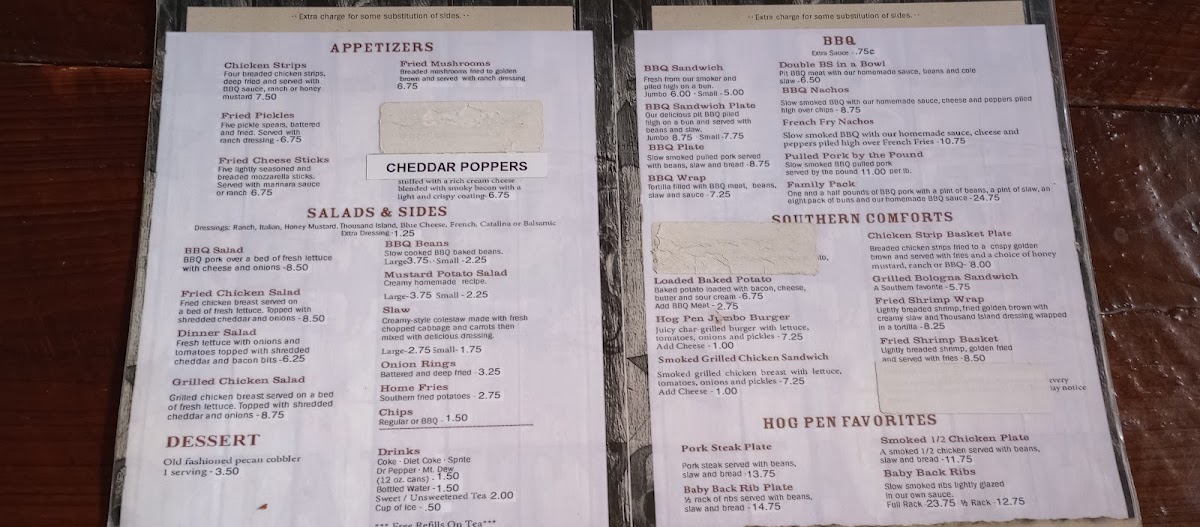 ·· Extra charge for some substitution of sides. ··
APPETIZERS
Chicken Strips
Four breaded chicken strips,
deep fried and served with
BBQ sauce, ranch or honey
mustard 7.50
Fried Pickles
Five pickle spears, battered
and fried. Served with
ranch dressing - 6.75
Fried Cheese Sticks
Five lightly seasoned and
breaded mozzarella sticks.
Served with marinara sauce
or ranch 6.75
Fried Mushrooms
Breaded mushrooms fried to golden
brown and served with ranch dressing
6.75
CHEDDAR POPPERS
stuffed with a rich cream cheese
blended with smoky bacon with a
light and crispy coating- 6.75
SALADS & SIDES
Dressings: Ranch, Italian, Honey Mustard, Thousand Island, Blue Cheese, French, Catalina or Balsamic
Extra Dressing - 1.25
BBQ Salad
BBQ pork over a bed of fresh lettuce
with cheese and onions - 8.50
Fried Chicken Salad
Fried chicken breast served on
a bed of fresh lettuce. Topped with
shredded cheddar and onions - 8.50
Dinner Salad
Fresh lettuce with onions and
tomatoes topped with shredded
cheddar and bacon bits - 6.25
Grilled Chicken Salad
Grilled chicken breast served on a bed
of fresh lettuce. Topped with shredded
cheddar and onions - 8.75
DESSERT
Old fashioned pecan cobbler
1 serving - 3.50
BBQ Beans
Slow cooked BBQ baked beans.
Large 3.75 · Small - 2.25
Mustard Potato Salad
Creamy homemade recipe.
Large- 3.75 Small - 2.25
Slaw
Creamy-style coleslaw made with fresh
chopped cabbage and carrots then
mixed with delicious dressing.
Large - 2.75 Small- 1.75
Onion Rings
Battered and deep fried - 3.25
Home Fries
Southern fried potatoes - 2.75
Chips
Regular or BBQ - 1.50
Drinks
Coke · Diet Coke · Sprite
Dr Pepper · Mt. Dew
(12 oz. cans) - 1.50
Bottled Water - 1.50
Sweet / Unsweetened Tea 2.00
Cup of Ice - .50
*** Free Refills On Tea***
·· Extra charge for some substitution of sides. ··
BBQ
Extra Sauce - .75¢
BBQ Sandwich
Fresh from our smoker and
piled high on a bun.
Jumbo 6.00 · Small - 5.00
BBQ Sandwich Plate
Our delicious pit BBQ piled
high on a bun and served with
beans and slaw.
Jumbo 8.75 · Small - 7.75
BBQ Plate
Slow smoked pulled pork served
with beans, slaw and bread - 8.75
BBQ Wrap
Tortilla filled with BBQ meat, beans,
slaw and sauce - 7.25
Double BS in a Bowl
Pit BBQ meat with our homemade sauce, beans and cole
slaw - 6.50
BBQ Nachos
Slow smoked BBQ with our homemade sauce, cheese and peppers piled
high over chips - 8.75
French Fry Nachos
Slow smoked BBQ with our homemade sauce, cheese and
peppers piled high over French Fries - 10.75
Pulled Pork by the Pound
Slow smoked BBQ pulled pork
served by the pound 11.00 per lb.
Family Pack
One and a half pounds of BBQ pork with a pint of beans, a pint of slaw, an
eight pack of buns and our homemade BBQ sauce - 24.75
SOUTHERN COMFORTS
Loaded Baked Potato
Baked potato loaded with bacon, cheese,
butter and sour cream - 6.75
Add BBQ Meat - 2.75
Hog Pen Jumbo Burger
Juicy char-grilled burger with lettuce,
tomatoes, onions and pickles - 7.25
Add Cheese - 1.00
Smoked Grilled Chicken Sandwich
Smoked grilled chicken breast with lettuce,
tomatoes, onions and pickles - 7.25
Add Cheese - 1.00
Chicken Strip Basket Plate
Breaded chicken strips fried to a crispy golden
brown and served with fries and a choice of honey
mustard, ranch or BBQ- 8.00
Grilled Bologna Sandwich
A Southern favorite - 5.75
Fried Shrimp Wrap
Lightly breaded shrimp, fried golden brown with
creamy slaw and Thousand Island dressing wrapped
in a tortilla - 8.25
Fried Shrimp Basket
Lightly breaded shrimp, golden fried
and served with fries - 8.50
every
ay notice
HOG PEN FAVORITES
Pork Steak Plate
Pork steak served with beans,
slaw and bread - 13.75
Baby Back Rib Plate
½ rack of ribs served with beans,
slaw and bread - 14.75
Smoked 1/2 Chicken Plate
A smoked 1/2 chicken served with beans,
slaw and bread - 11.75
Baby Back Ribs
Slow smoked ribs lightly glazed
in our own sauce.
Full Rack - 23.75 ½ Rack - 12.75